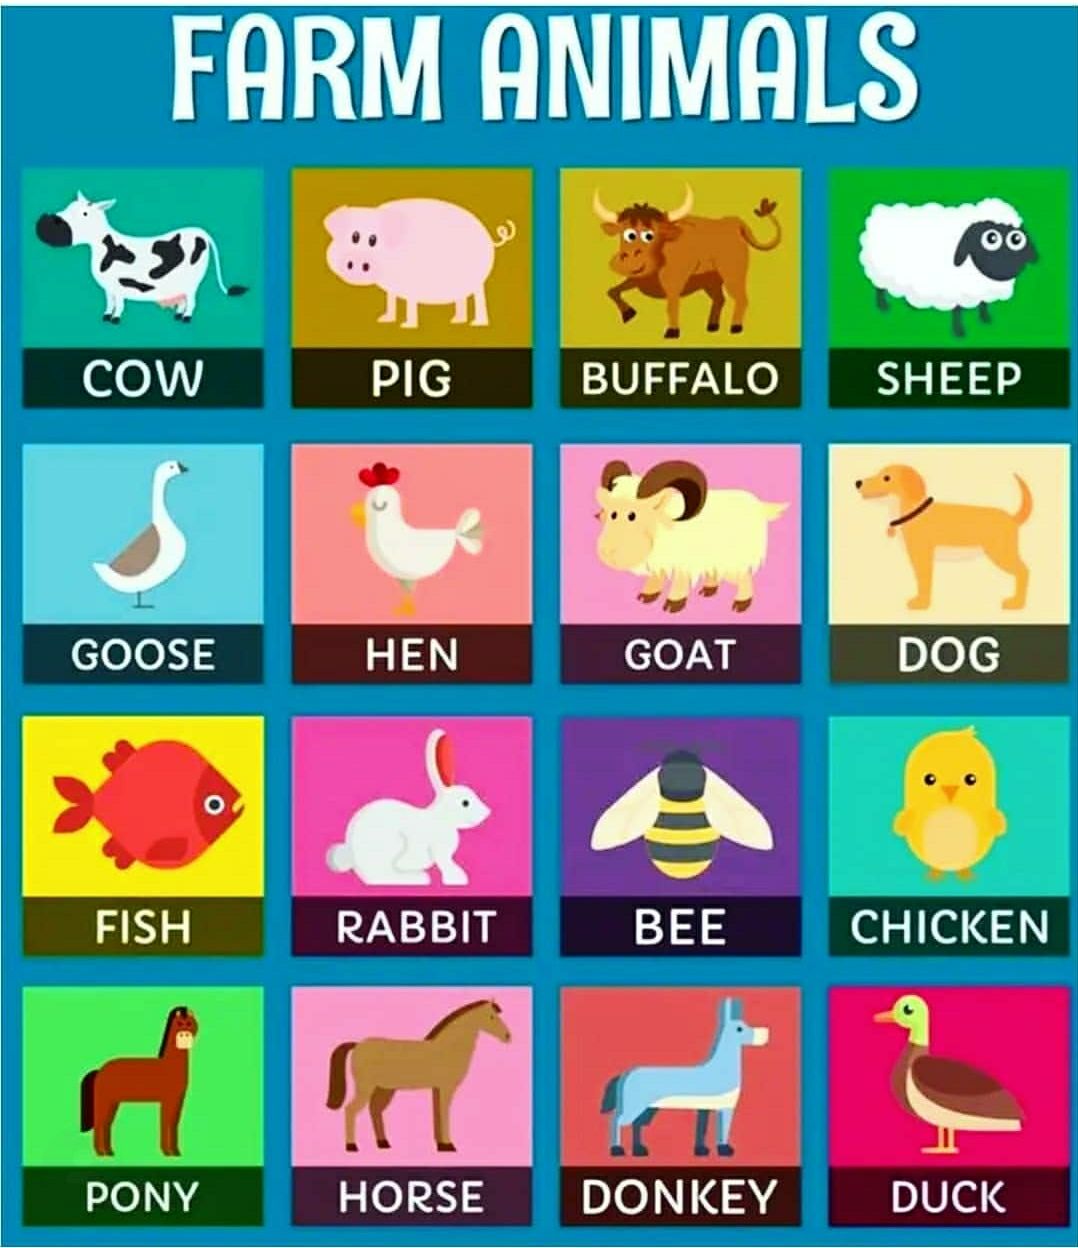 FARM ANIMALS
COW
PIG
BUFFALO
SHEEP
GOOSE
HEN
GOAT
DOG
FISH
RABBIT
BEE
CHICKEN
PONY
HORSE
DONKEY
DUCK